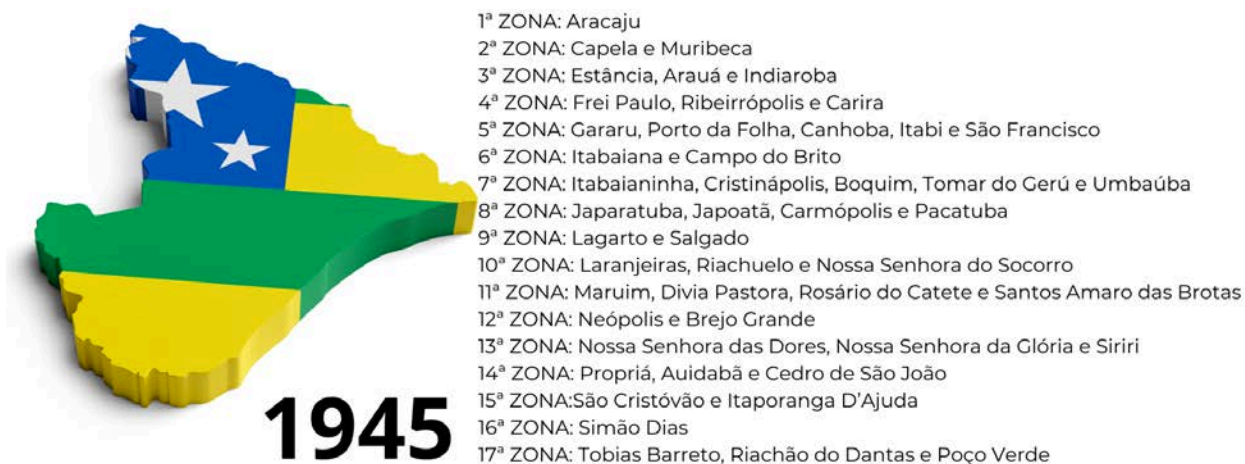 1ª ZONA: Aracaju
2ª ZONA: Capela e Muribeca
3ª ZONA: Estância, Arauá e Indiaroba
4ª ZONA: Frei Paulo, Ribeirrópolis e Carira
5ª ZONA: Gararu, Porto da Folha, Canhoba, Itabi e São Francisco
6ª ZONA: Itabaiana e Campo do Brito
7ª ZONA: Itabaianinha, Cristinápolis, Boquim, Tomar do Gerú e Umbaúba
8ª ZONA: Japaratuba, Japoatã, Carmópolis e Pacatuba
9ª ZONA: Lagarto e Salgado
10ª ZONA: Laranjeiras, Riachuelo e Nossa Senhora do Socorro
11ª ZONA: Maruim, Divia Pastora, Rosário do Catete e Santos Amaro das Brotas
12ª ZONA: Neópolis e Brejo Grande
13ª ZONA: Nossa Senhora das Dores, Nossa Senhora da Glória e Siriri
14ª ZONA: Propriá, Auidabã e Cedro de São João
15ª ZONA:São Cristóvão e Itaporanga D'Ajuda
16ª ZONA: Simão Dias
17ª ZONA: Tobias Barreto, Riachão do Dantas e Poço Verde
1945